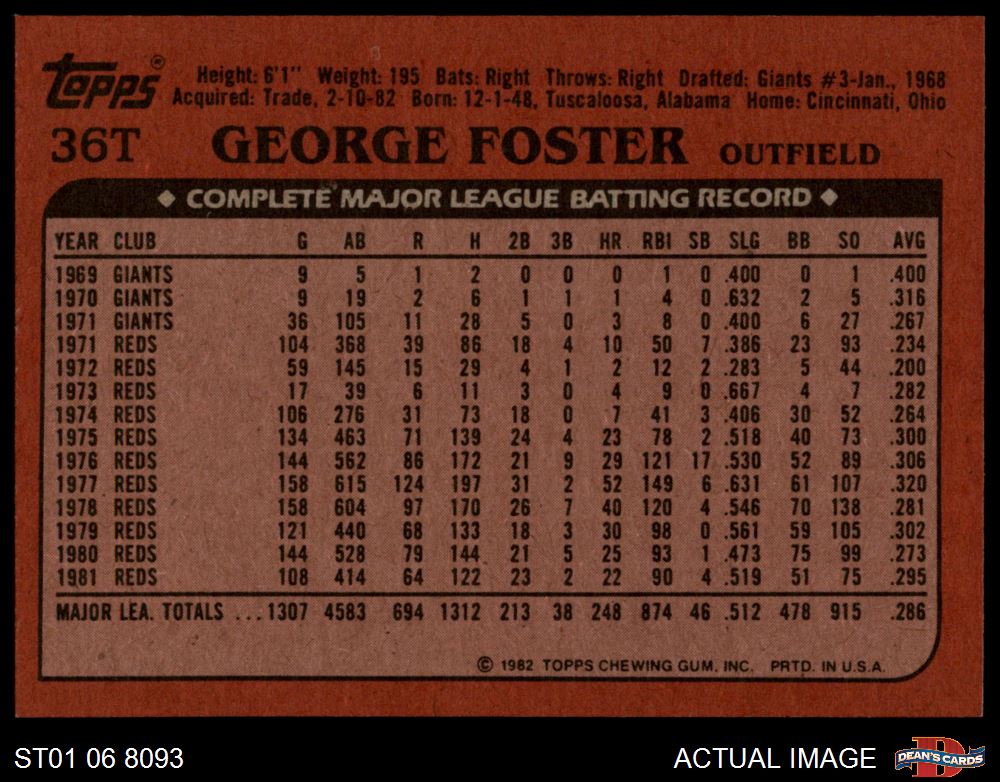 TOPPS®
Height: 6'1" Weight: 195 Bats: Right Throws: Right Drafted: Giants #3-Jan., 1968
Acquired: Trade, 2-10-82 Born: 12-1-48, Tuscaloosa, Alabama Home: Cincinnati, Ohio
36T GEORGE FOSTER OUTFIELD
◆ COMPLETE MAJOR LEAGUE BATTING RECORD ◆
YEAR CLUB G AB R H 2B 3B HR RBI SB SLG BB SO AVG
1969 GIANTS 9 5 1 2 0 0 0 1 0 .400 0 1 .400
1970 GIANTS 9 19 2 6 1 1 1 4 0 .632 2 5 .316
1971 GIANTS 36 105 11 28 5 0 3 8 0 .400 6 27 .267
1971 REDS 104 368 39 86 18 4 10 50 7 .386 23 93 .234
1972 REDS 59 145 15 29 4 1 2 12 2 .283 5 44 .200
1973 REDS 17 39 6 11 3 0 4 9 0 .667 4 7 .282
1974 REDS 106 276 31 73 18 0 7 41 3 .406 30 52 .264
1975 REDS 134 463 71 139 24 4 23 78 2 .518 40 73 .300
1976 REDS 144 562 86 172 21 9 29 121 17 .530 52 89 .306
1977 REDS 158 615 124 197 31 2 52 149 6 .631 61 107 .320
1978 REDS 158 604 97 170 26 7 40 120 4 .546 70 138 .281
1979 REDS 121 440 68 133 18 3 30 98 0 .561 59 105 .302
1980 REDS 144 528 79 144 21 5 25 93 1 .473 75 99 .273
1981 REDS 108 414 64 122 23 2 22 90 4 .519 51 75 .295
MAJOR LEA. TOTALS ...1307 4583 694 1312 213 38 248 874 46 .512 478 915 .286
© 1982 TOPPS CHEWING GUM, INC. PRTD. IN U.S.A.
ST01 06 8093 ACTUAL IMAGE D DEAN'S CARDS